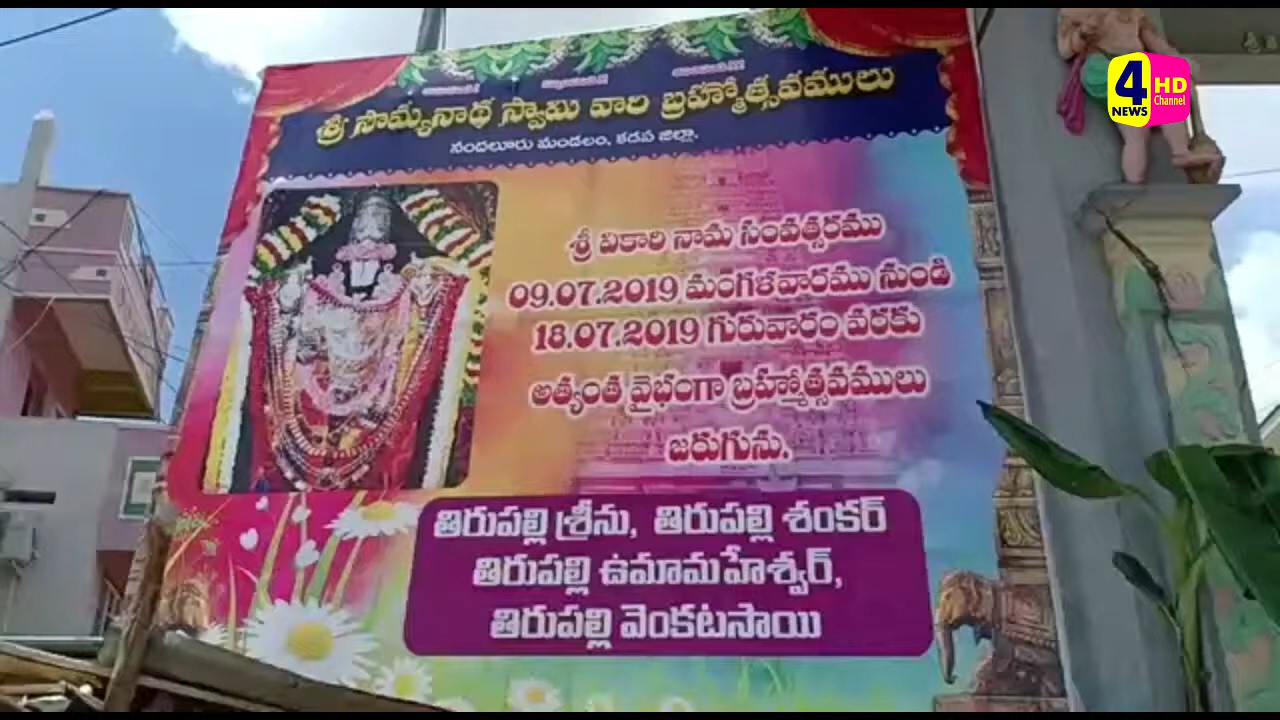 శ్రీ సొమ్యనాథ స్వామి వారి బ్రహ్మోత్సవములు
నందలూరు మండలం, కడప జిల్లా.
శ్రీ వికారి నామ సంవత్సరము
09.07.2019 మంగళవారము నుండి
18.07.2019 గురువారం వరకు
అత్యంత వైభంగా బ్రహ్మోత్సవములు
జరుగును.
తిరుపల్లి శ్రీను, తిరుపల్లి శంకర్
తిరుపల్లి ఉమామహేశ్వర్,
తిరుపల్లి వెంకటసాయి
4 HD
NEWS Channel